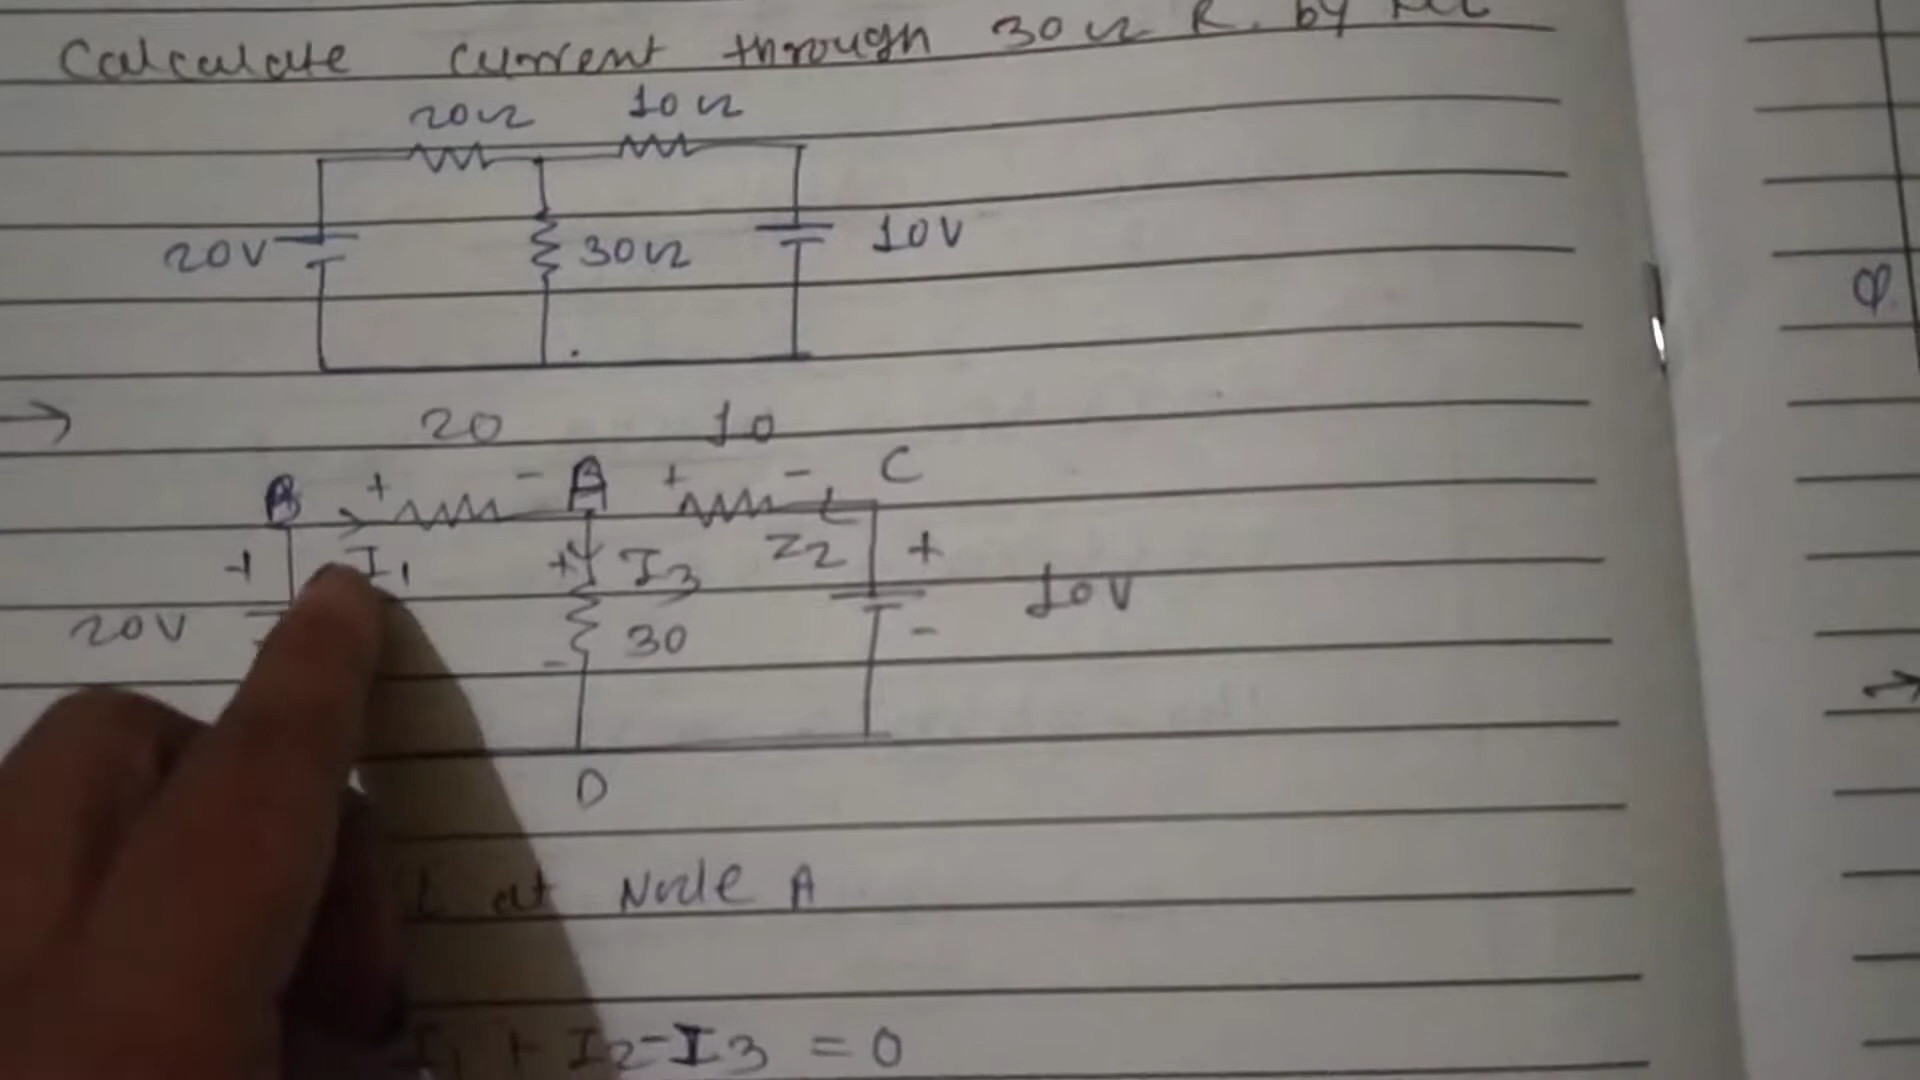 Calculate current through 30Ω R. by
20Ω 10Ω
20V 30Ω 10V
→
20 10
B + - A + - C
+ I1 + I3 I2 +
20V 30 10V
- -
D
at Node A
I1 + I2 - I3 = 0
φ
→